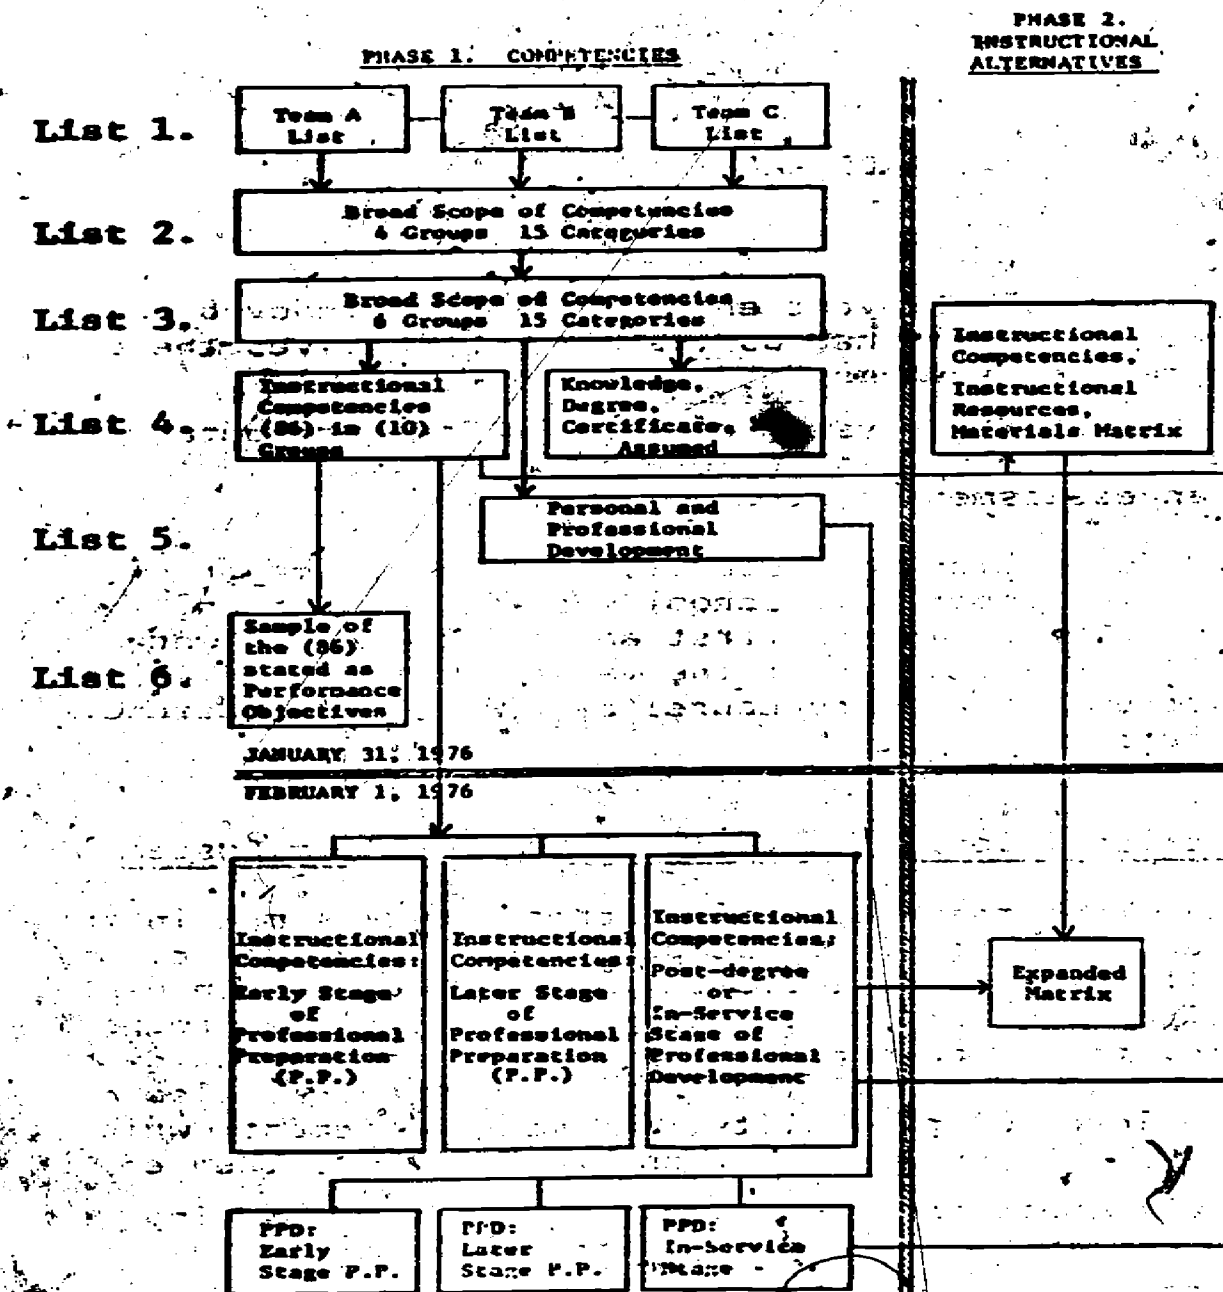 PHASE 1. COMPETENCIES
PHASE 2.
INSTRUCTIONAL
ALTERNATIVES
List 1.
Team A
List
Team B
List
Team C
List
List 2.
Broad Scope of Competencies
Groups 15 Categories
List 3.
Broad Scope of Competencies
6 Groups 15 Categories
List 4.
Instructional
Competencies
(86) in (10)
Groups
Knowledge,
Degree,
Certificate,
Assumed
Instructional
Competencies,
Instructional
Resources,
Materials Matrix
List 5.
Personal and
Professional
Development
List 6.
Sample of
the (86)
stated as
Performance
Objectives
JANUARY 31, 1976
FEBRUARY 1, 1976
Instructional
Competencies:
Early Stage
of
Professional
Preparation
(P.P.)
Instructional
Competencies:
Later Stage
of
Professional
Preparation
(P.P.)
Instructional
Competencies:
Post-degree
or
In-Service
Stage of
Professional
Development
Expanded
Matrix
PPD:
Early
Stage P.P.
PPD:
Later
Stage P.P.
PPD:
In-Service
Stage